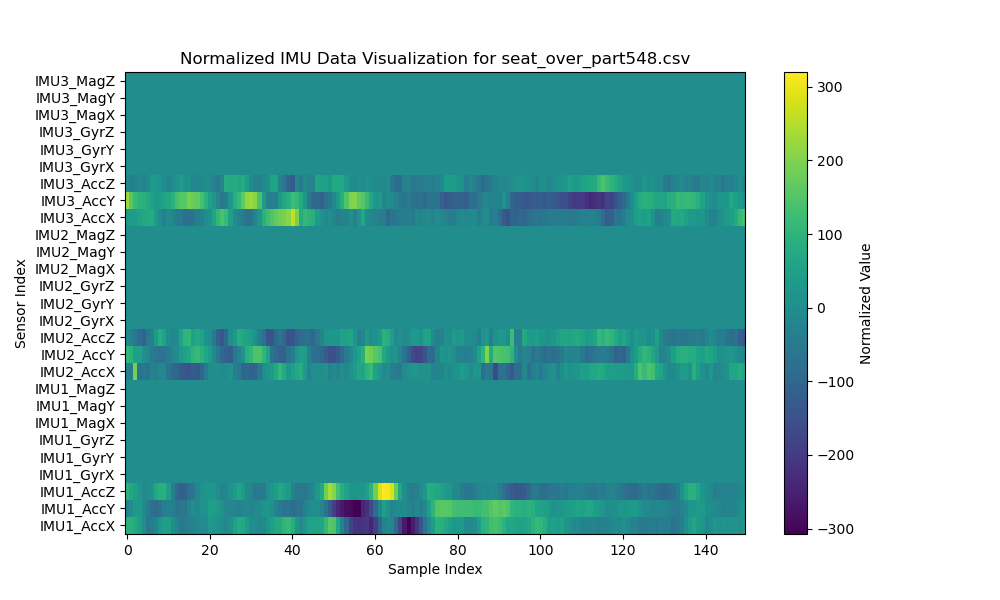 Normalized IMU Data Visualization for seat_over_part548.csv
IMU3_MagZ
IMU3_MagY
IMU3_MagX
IMU3_GyrZ
IMU3_GyrY
IMU3_GyrX
IMU3_AccZ
IMU3_AccY
IMU3_AccX
IMU2_MagZ
IMU2_MagY
IMU2_MagX
IMU2_GyrZ
IMU2_GyrY
IMU2_GyrX
IMU2_AccZ
IMU2_AccY
IMU2_AccX
IMU1_MagZ
IMU1_MagY
IMU1_MagX
IMU1_GyrZ
IMU1_GyrY
IMU1_GyrX
IMU1_AccZ
IMU1_AccY
IMU1_AccX
Sensor Index
0 20 40 60 80 100 120 140
Sample Index
300
200
100
0
−100
−200
−300
Normalized Value